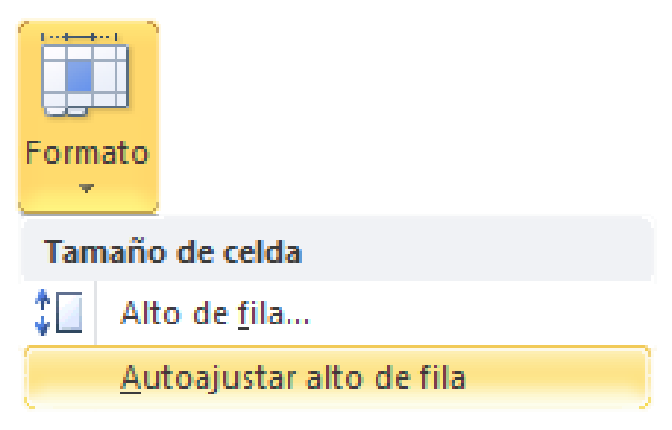 Formato
Tamaño de celda
Alto de fila...
Autoajustar alto de fila